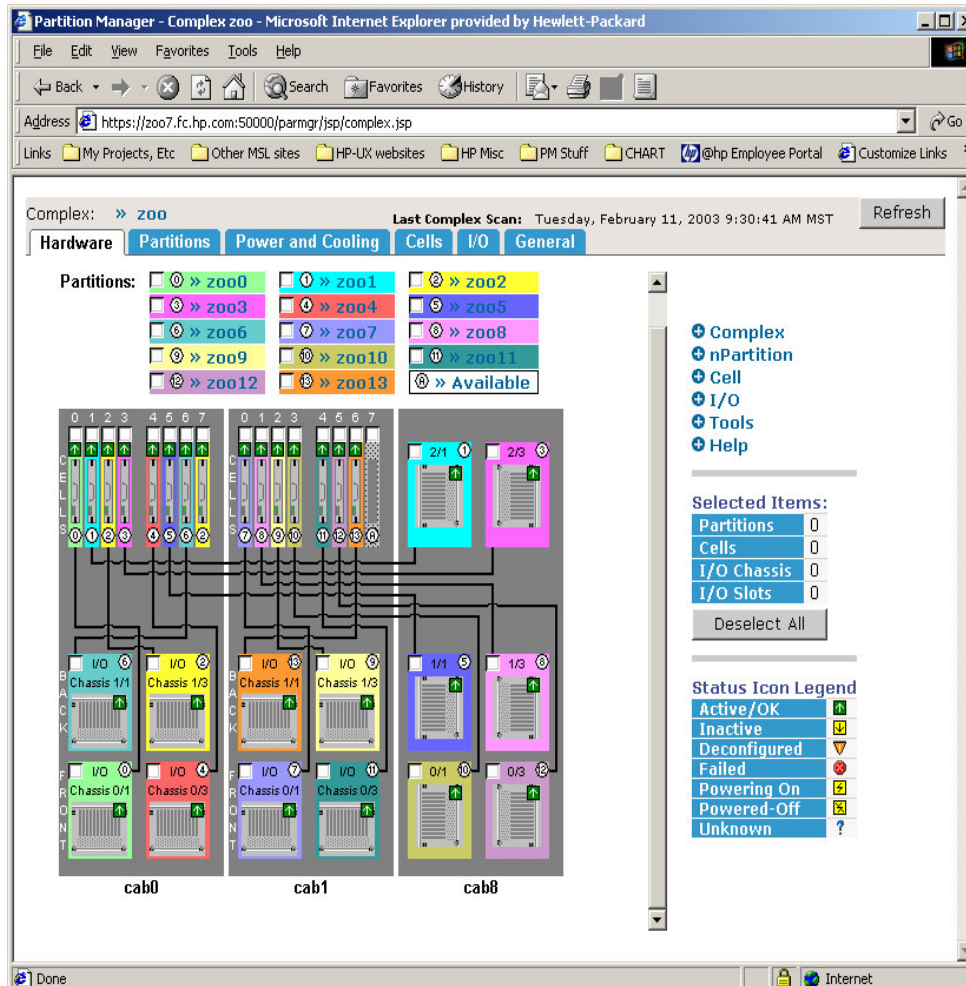 Partition Manager - Complex zoo - Microsoft Internet Explorer provided by Hewlett-Packard
File Edit View Favorites Tools Help
Back Search Favorites History
Address https://zoo7.fc.hp.com:50000/parmgr/jsp/complex.jsp Go
Links My Projects, Etc Other MSL sites HP-UX websites HP Misc PM Stuff CHART @hp Employee Portal Customize Links
Complex: » zoo
Last Complex Scan: Tuesday, February 11, 2003 9:30:41 AM MST
Refresh
Hardware Partitions Power and Cooling Cells I/O General
Partitions: 0 » zoo0 1 » zoo1 2 » zoo2
3 » zoo3 4 » zoo4 5 » zoo5
6 » zoo6 7 » zoo7 8 » zoo8
9 » zoo9 10 » zoo10 11 » zoo11
12 » zoo12 13 » zoo13 A » Available
Complex
nPartition
Cell
I/O
Tools
Help
0 1 2 3 4 5 6 7 0 1 2 3 4 5 6 7
CELLS CELLS
2/1 1 2/3 3
0 1 2 3 4 5 6 2 7 8 9 10 11 12 13 A
BACK
I/O 6 I/O 2
Chassis 1/1 Chassis 1/3
BACK
I/O 13 I/O 9
Chassis 1/1 Chassis 1/3
1/1 5 1/3 8
FRONT
I/O 0 I/O 4
Chassis 0/1 Chassis 0/3
FRONT
I/O 7 I/O 11
Chassis 0/1 Chassis 0/3
0/1 10 0/3 12
cab0 cab1 cab8
Selected Items:
Partitions 0
Cells 0
I/O Chassis 0
I/O Slots 0
Deselect All
Status Icon Legend
Active/OK
Inactive
Deconfigured
Failed
Powering On
Powered-Off
Unknown ?
Done Internet